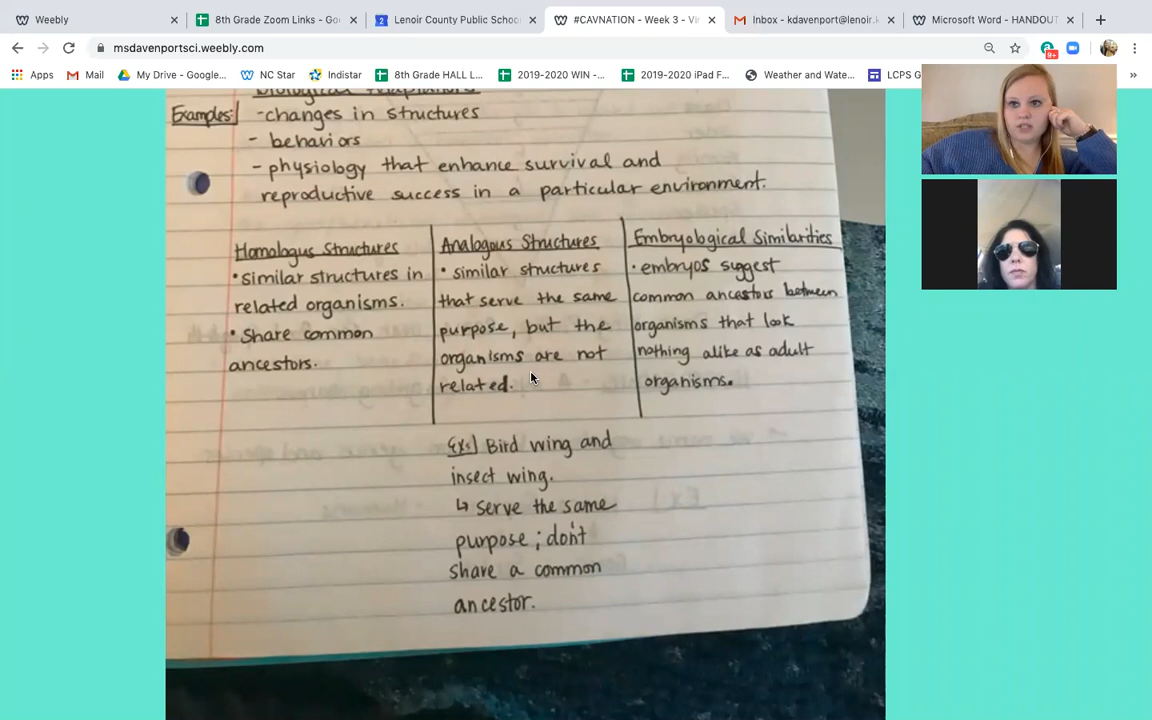 Weebly
8th Grade Zoom Links - Go
Lenoir County Public Schoo
#CAVNATION - Week 3 - Vi
Inbox - kdavenport@lenoir.k
Microsoft Word - HANDOUT
msdavenportsci.weebly.com
9+
Apps
Mail
My Drive - Google...
NC Star
Indistar
8th Grade HALL L...
2019-2020 WIN -...
2019-2020 iPad F...
Weather and Wate...
LCPS G
Biological Adaptations
Examples: -changes in structures
- behaviors
- physiology that enhance survival and
reproductive success in a particular environment.
Homologus Structures
• Similar structures in
related organisms.
• Share common
ancestors.
Analogous Structures
• similar structures
that serve the same
purpose, but the
organisms are not
related.
Ex:) Bird wing and
insect wing.
↳ serve the same
purpose; don't
share a common
ancestor.
Embryological Similarities
• embryos suggest
common ancestors between
organisms that look
nothing alike as adult
organisms.